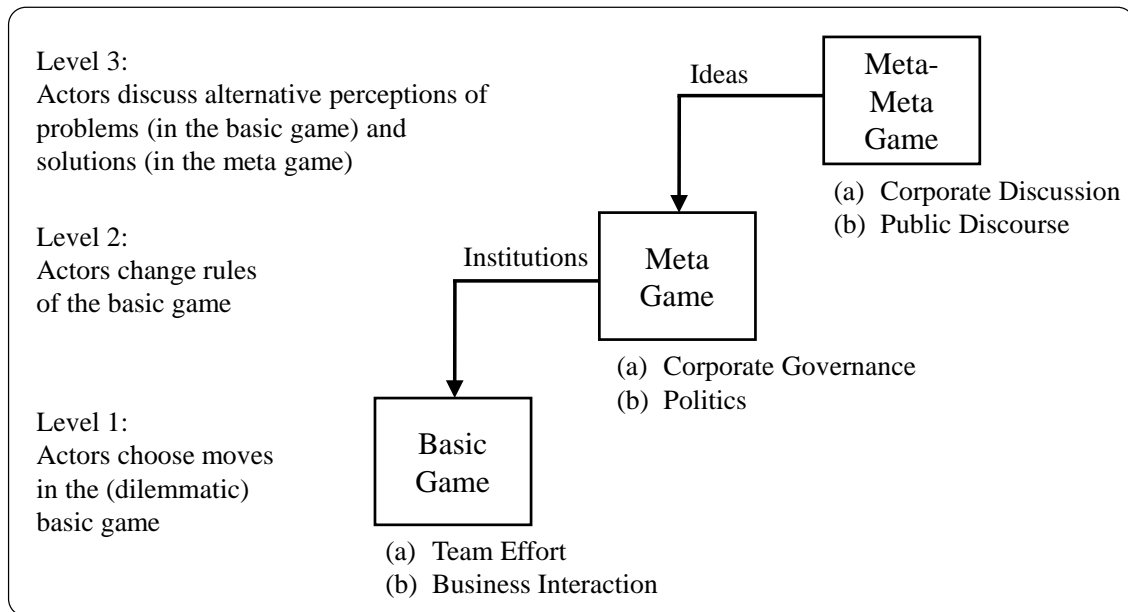 Level 3:
Actors discuss alternative perceptions of
problems (in the basic game) and
solutions (in the meta game)
Ideas
Meta-
Meta
Game
(a) Corporate Discussion
(b) Public Discourse
Level 2:
Actors change rules
of the basic game
Institutions
Meta
Game
(a) Corporate Governance
(b) Politics
Level 1:
Actors choose moves
in the (dilemmatic)
basic game
Basic
Game
(a) Team Effort
(b) Business Interaction